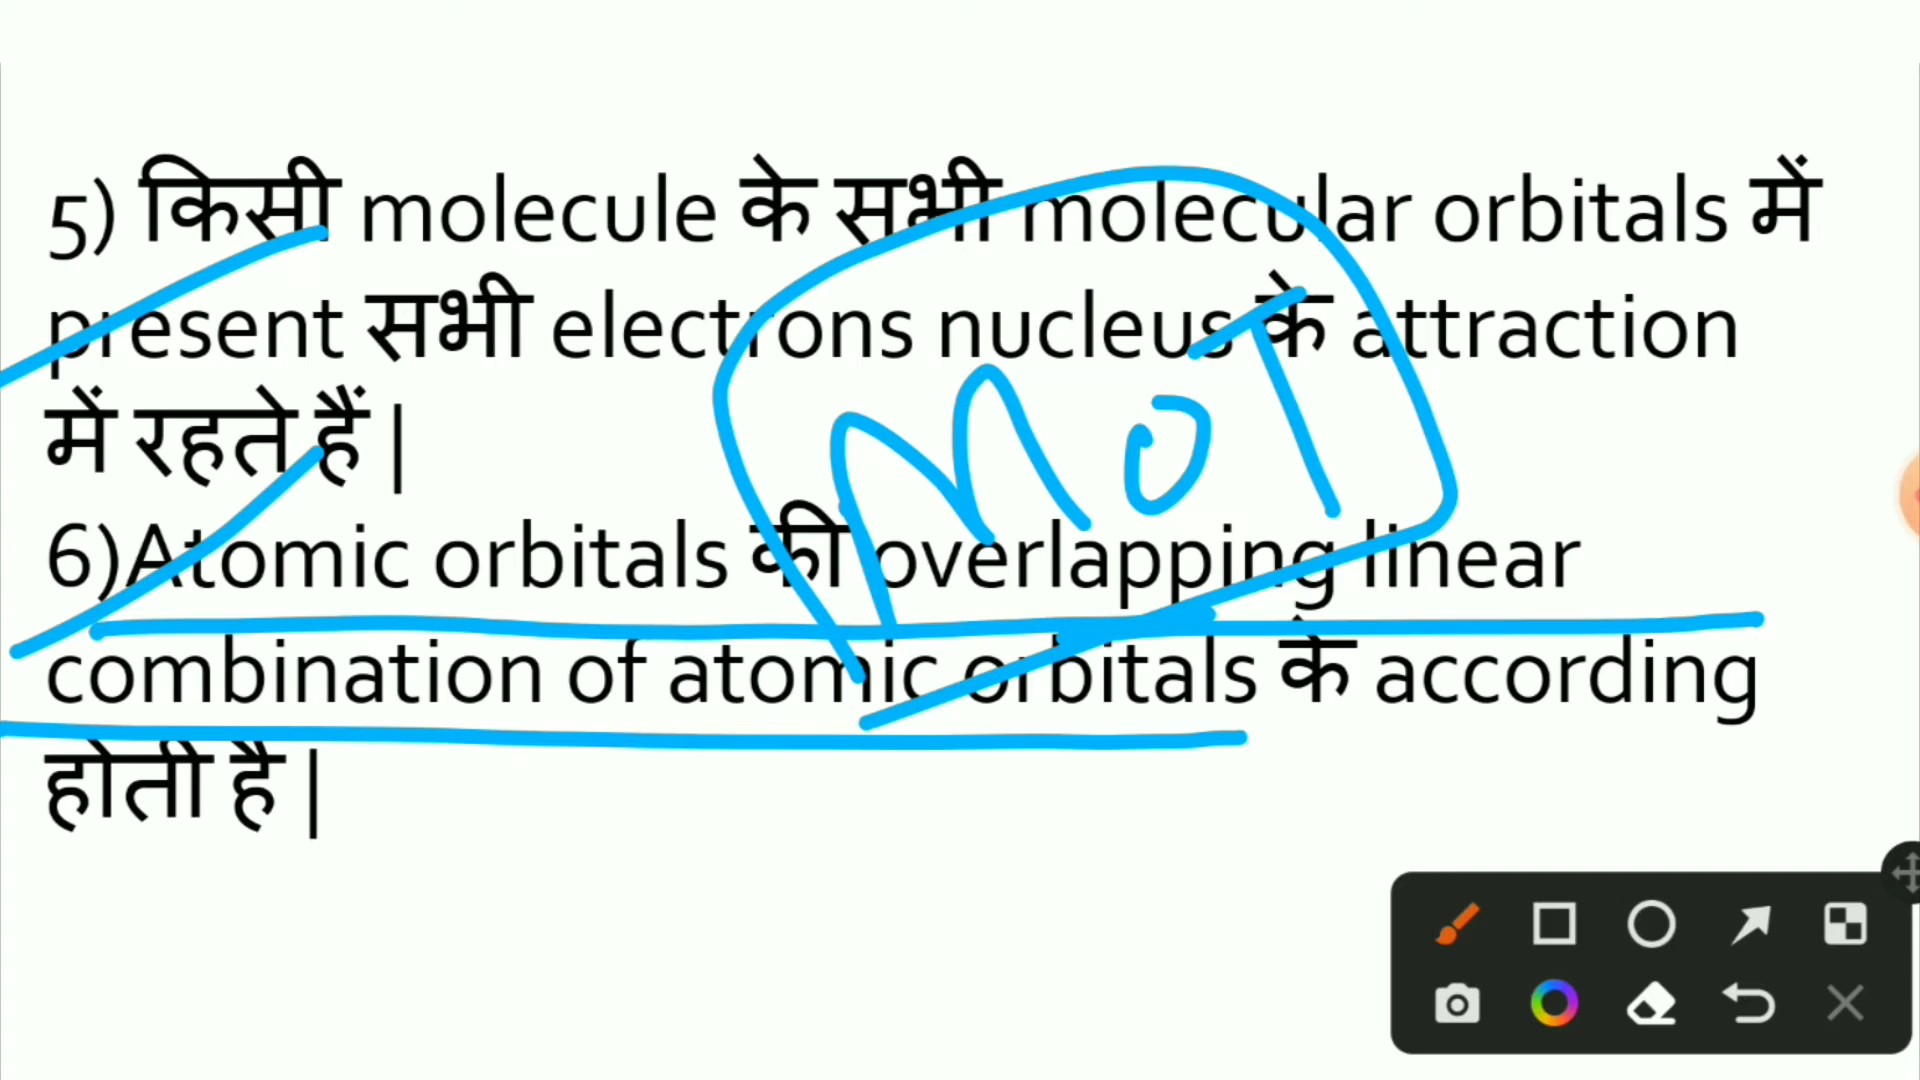 5) किसी molecule के सभी molecular orbitals में
present सभी electrons nucleus के attraction
में रहते हैं |
MOT
6)Atomic orbitals की overlapping linear
combination of atomic orbitals के according
होती है |